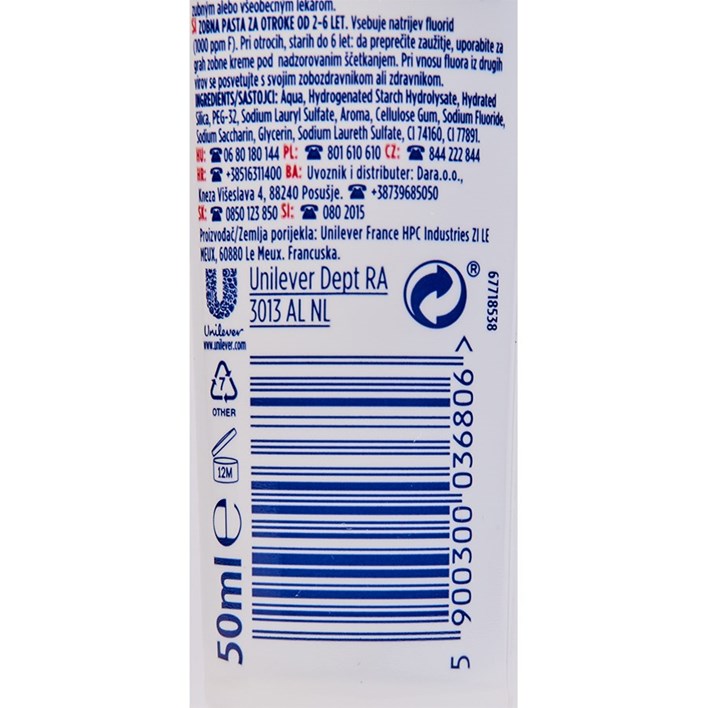 zubným alebo všeobecným lekárom.
SI ZOBNA PASTA ZA OTROKE OD 2-6 LET. Vsebuje natrijev fluorid
(1000 ppm F). Pri otrocih, starih do 6 let: da preprečite zaužitje, uporabite za
grah zobne kreme pod nadzorovanim ščetkanjem. Pri vnosu fluora iz drugih
virov se posvetujte s svojim zobozdravnikom ali zdravnikom.
INGREDIENTS/SASTOJCI: Aqua, Hydrogenated Starch Hydrolysate, Hydrated
Silica, PEG-32, Sodium Lauryl Sulfate, Aroma, Cellulose Gum, Sodium Fluoride,
Sodium Saccharin, Glycerin, Sodium Laureth Sulfate, CI 74160, CI 77891.
HU: ☎ 06 80 180 144 PL: ☎ 801 610 610 CZ: ☎ 844 222 844
HR: ☎ +38516311400 BA: Uvoznik i distributer: Dara.o.o.,
Kneza Višeslava 4, 88240 Posušje. ☎ +38739685050
SK: ☎ 0850 123 850 SI: ☎ 080 2015
Proizvođač/Zemlja porijekla: Unilever France HPC Industries ZI LE
MEUX, 60880 Le Meux. Francuska.
Unilever Dept RA
3013 AL NL
®
67718538
Unilever
www.unilever.com
7
OTHER
12M
50ml e
5 900300 036806 >